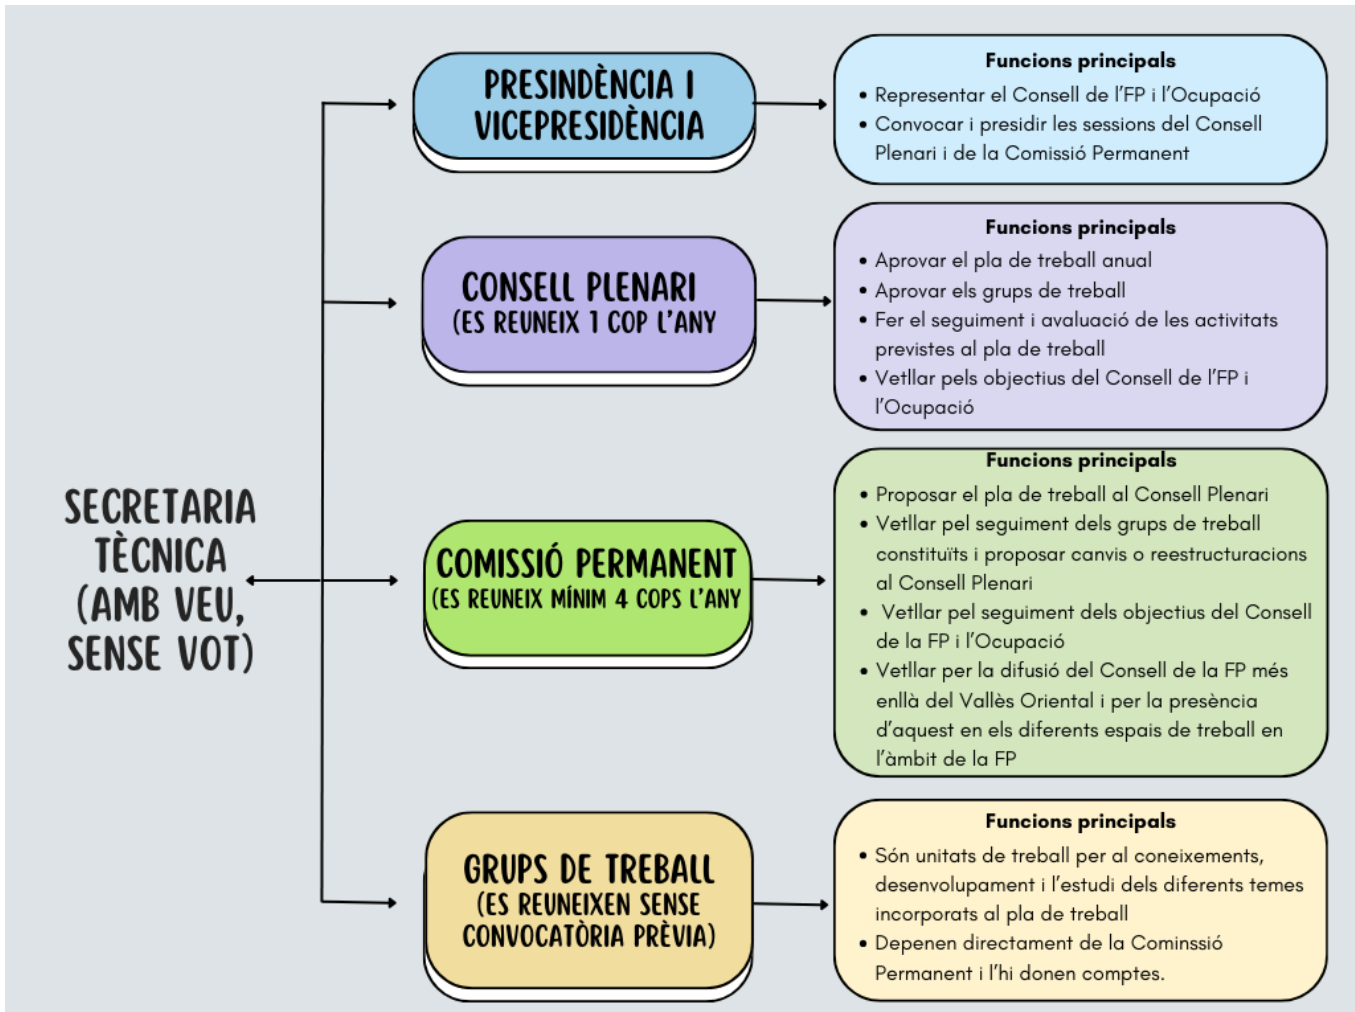 PRESINDÈNCIA I
VICEPRESIDÈNCIA
Funcions principals
• Representar el Consell de l'FP i l'Ocupació
• Convocar i presidir les sessions del Consell
Plenari i de la Comissió Permanent
CONSELL PLENARI
(ES REUNEIX 1 COP L'ANY
Funcions principals
• Aprovar el pla de treball anual
• Aprovar els grups de treball
• Fer el seguiment i avaluació de les activitats
previstes al pla de treball
• Vetllar pels objectius del Consell de l'FP i
l'Ocupació
SECRETARIA
TÈCNICA
(AMB VEU,
SENSE VOT)
COMISSIÓ PERMANENT
(ES REUNEIX MÍNIM 4 COPS L'ANY
Funcions principals
• Proposar el pla de treball al Consell Plenari
• Vetllar pel seguiment dels grups de treball
constituïts i proposar canvis o reestructuracions
al Consell Plenari
• Vetllar pel seguiment dels objectius del Consell
de la FP i l'Ocupació
• Vetllar per la difusió del Consell de la FP més
enllà del Vallès Oriental i per la presència
d'aquest en els diferents espais de treball en
l'àmbit de la FP
GRUPS DE TREBALL
(ES REUNEIXEN SENSE
CONVOCATÒRIA PRÈVIA)
Funcions principals
• Són unitats de treball per al coneixements,
desenvolupament i l'estudi dels diferents temes
incorporats al pla de treball
• Depenen directament de la Cominssió
Permanent i l'hi donen comptes.